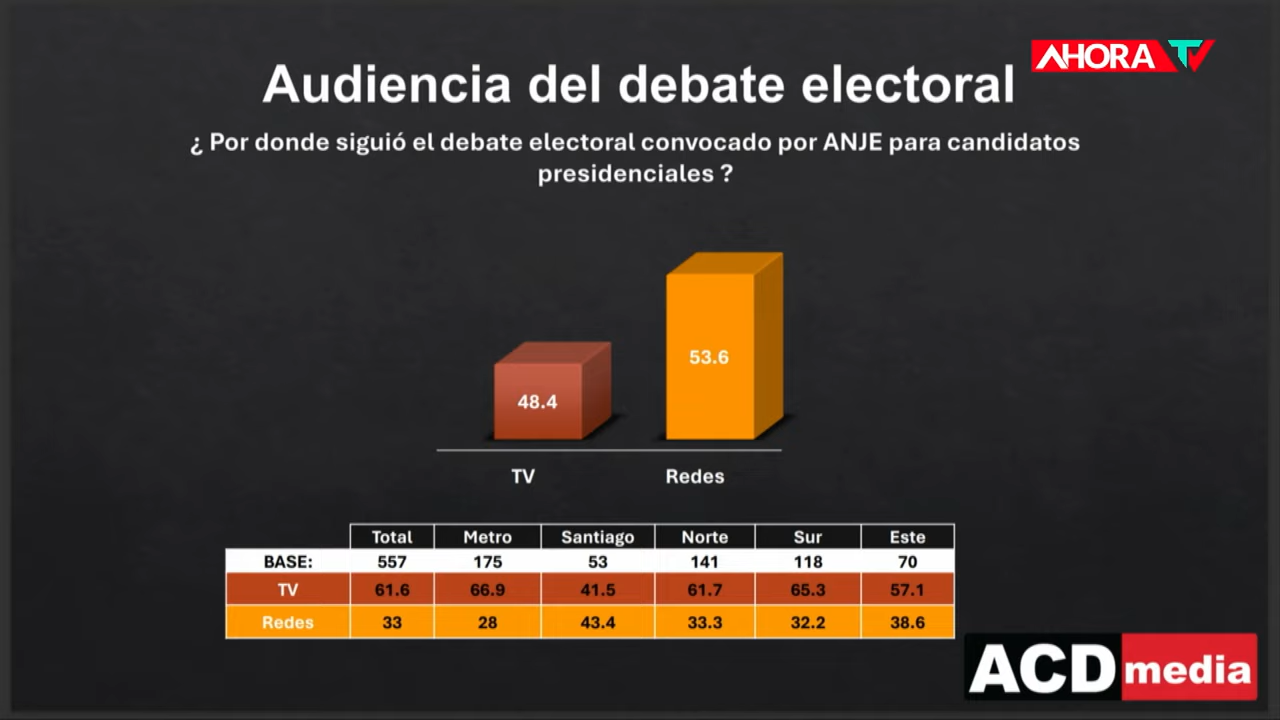 AHORA TV
Audiencia del debate electoral
¿ Por donde siguió el debate electoral convocado por ANJE para candidatos
presidenciales ?
48.4
53.6
TV
Redes
Total Metro Santiago Norte Sur Este
BASE: 557 175 53 141 118 70
TV 61.6 66.9 41.5 61.7 65.3 57.1
Redes 33 28 43.4 33.3 32.2 38.6
ACD media